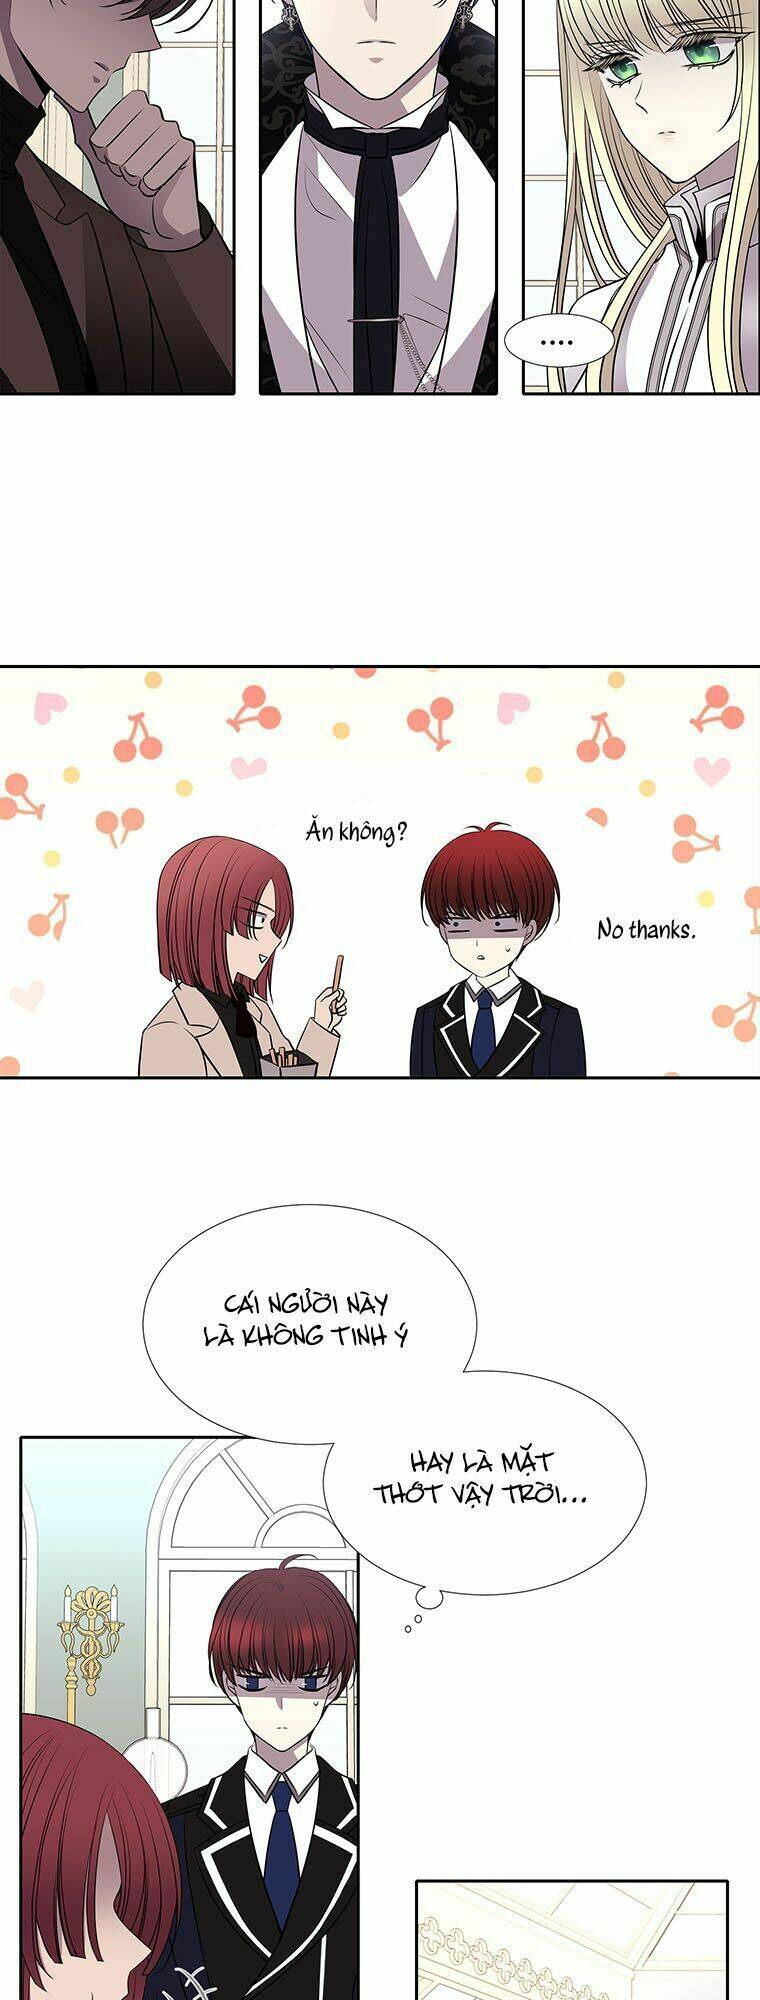 ....
Ăn không?
No thanks.
CÁI NGƯỜI NÀY
LÀ KHÔNG TINH Ý
HAY LÀ MẶT
THỚT VẬY TRỜI...